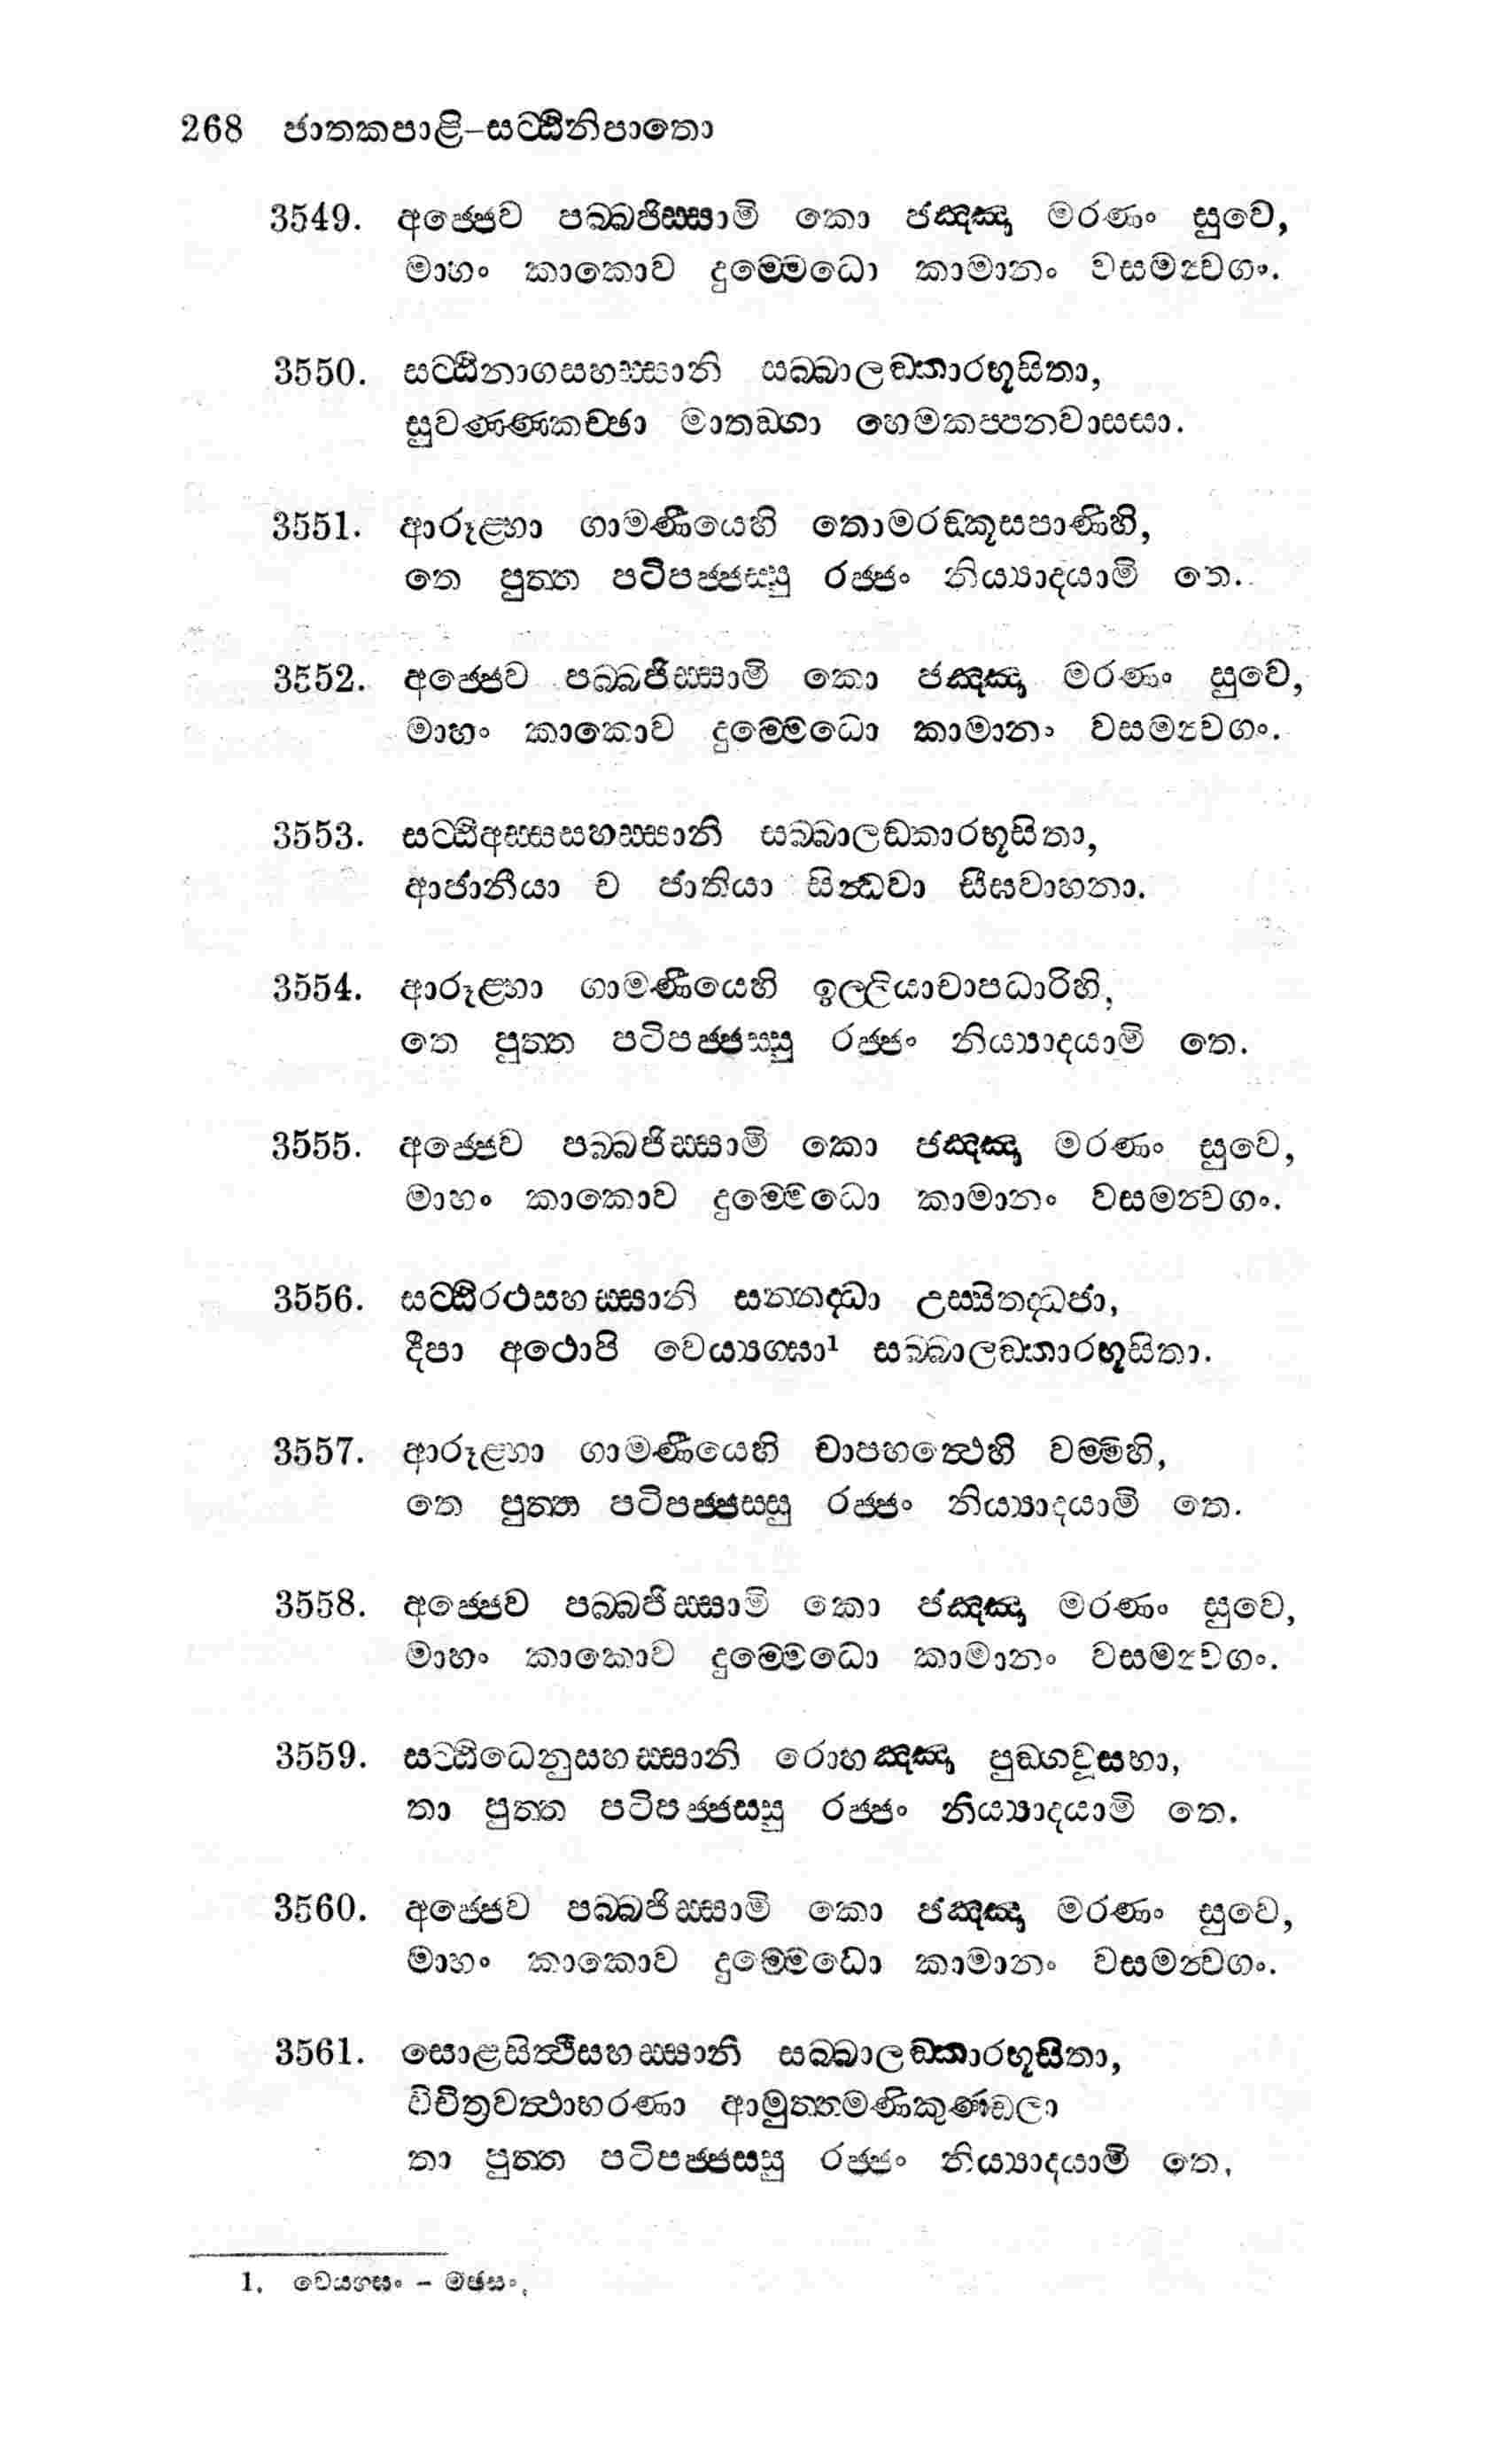 268 ජාතකපාළි–සට්ඨිනිපාතො
3549. අජ්ජෙව පබ්බජිස්සාමි කො ජඤ්ඤා මරණං සුවෙ,
මාහං කාකොව දුම්මෙධො කාමානං වසමන්වගං.
3550. සට්ඨිනාගසහස්සානි සබ්බාලඞ්කාරභූසිතා,
සුවණ්ණකච්ඡා මාතඞ්ගා හෙමකප්පනවාසසා.
3551. ආරූළ්හා ගාමණීයෙහි තොමරඞ්කුසපාණිහි,
තෙ පුත්ත පටිපජ්ජස්සු රජ්ජං නිය්‍යාදයාමි තෙ.
3552. අජ්ජෙව පබ්බජිස්සාමි කො ජඤ්ඤා මරණං සුවෙ,
මාහං කාකොව දුම්මෙධො කාමානං වසමන්වගං.
3553. සට්ඨිඅස්සසහස්සානි සබ්බාලඞ්කාරභූසිතා,
ආජානීයා ච ජාතියා සින්ධවා සීඝවාහනා.
3554. ආරූළ්හා ගාමණීයෙහි ඉල්ලියාචාපධාරිහි,
තෙ පුත්ත පටිපජ්ජස්සු රජ්ජං නිය්‍යාදයාමි තෙ.
3555. අජ්ජෙව පබ්බජිස්සාමි කො ජඤ්ඤා මරණං සුවෙ,
මාහං කාකොව දුම්මෙධො කාමානං වසමන්වගං.
3556. සට්ඨිරථසහස්සානි සන්නද්ධා උස්සිතද්ධජා,
දීපා අථොපි වෙය්‍යග්ඝා¹ සබ්බාලඞ්කාරභූසිතා.
3557. ආරූළ්හා ගාමණීයෙහි චාපහත්ථෙහි වම්මිහි,
තෙ පුත්ත පටිපජ්ජස්සු රජ්ජං නිය්‍යාදයාමි තෙ.
3558. අජ්ජෙව පබ්බජිස්සාමි කො ජඤ්ඤා මරණං සුවෙ,
මාහං කාකොව දුම්මෙධො කාමානං වසමන්වගං.
3559. සට්ඨිධෙනුසහස්සානි රොහඤ්ඤා පුඞ්ගවූසභා,
තා පුත්ත පටිපජ්ජස්සු රජ්ජං නිය්‍යාදයාමි තෙ.
3560. අජ්ජෙව පබ්බජිස්සාමි කො ජඤ්ඤා මරණං සුවෙ,
මාහං කාකොව දුම්මෙධො කාමානං වසමන්වගං.
3561. සොළසිත්ථීසහස්සානි සබ්බාලඞ්කාරභූසිතා,
විචිත්‍රවත්ථාභරණා ආමුත්තමණිකුණ්ඩලා
තා පුත්ත පටිපජ්ජස්සු රජ්ජං නිය්‍යාදයාමි තෙ.
1. වෙයග්ඝං – මඡසං.